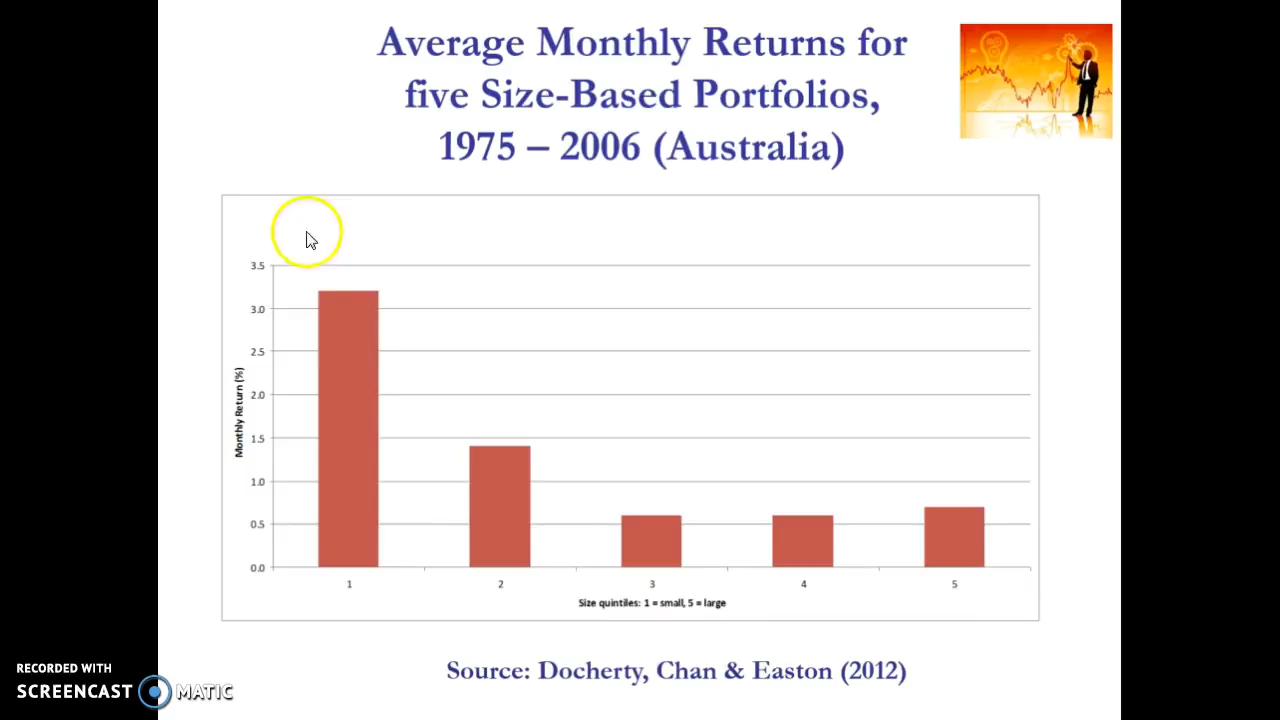 Average Monthly Returns for
five Size-Based Portfolios,
1975 – 2006 (Australia)
3.5
3.0
2.5
2.0
1.5
1.0
0.5
0.0
Monthly Return (%)
1 2 3 4 5
Size quintiles: 1 = small, 5 = large
Source: Docherty, Chan & Easton (2012)
RECORDED WITH
SCREENCAST MATIC